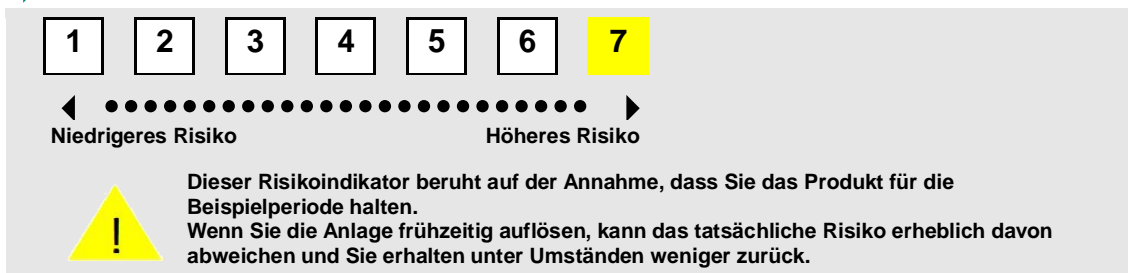 1 2 3 4 5 6 7
Niedrigeres Risiko Höheres Risiko
Dieser Risikoindikator beruht auf der Annahme, dass Sie das Produkt für die
Beispielperiode halten.
Wenn Sie die Anlage frühzeitig auflösen, kann das tatsächliche Risiko erheblich davon
abweichen und Sie erhalten unter Umständen weniger zurück.
!